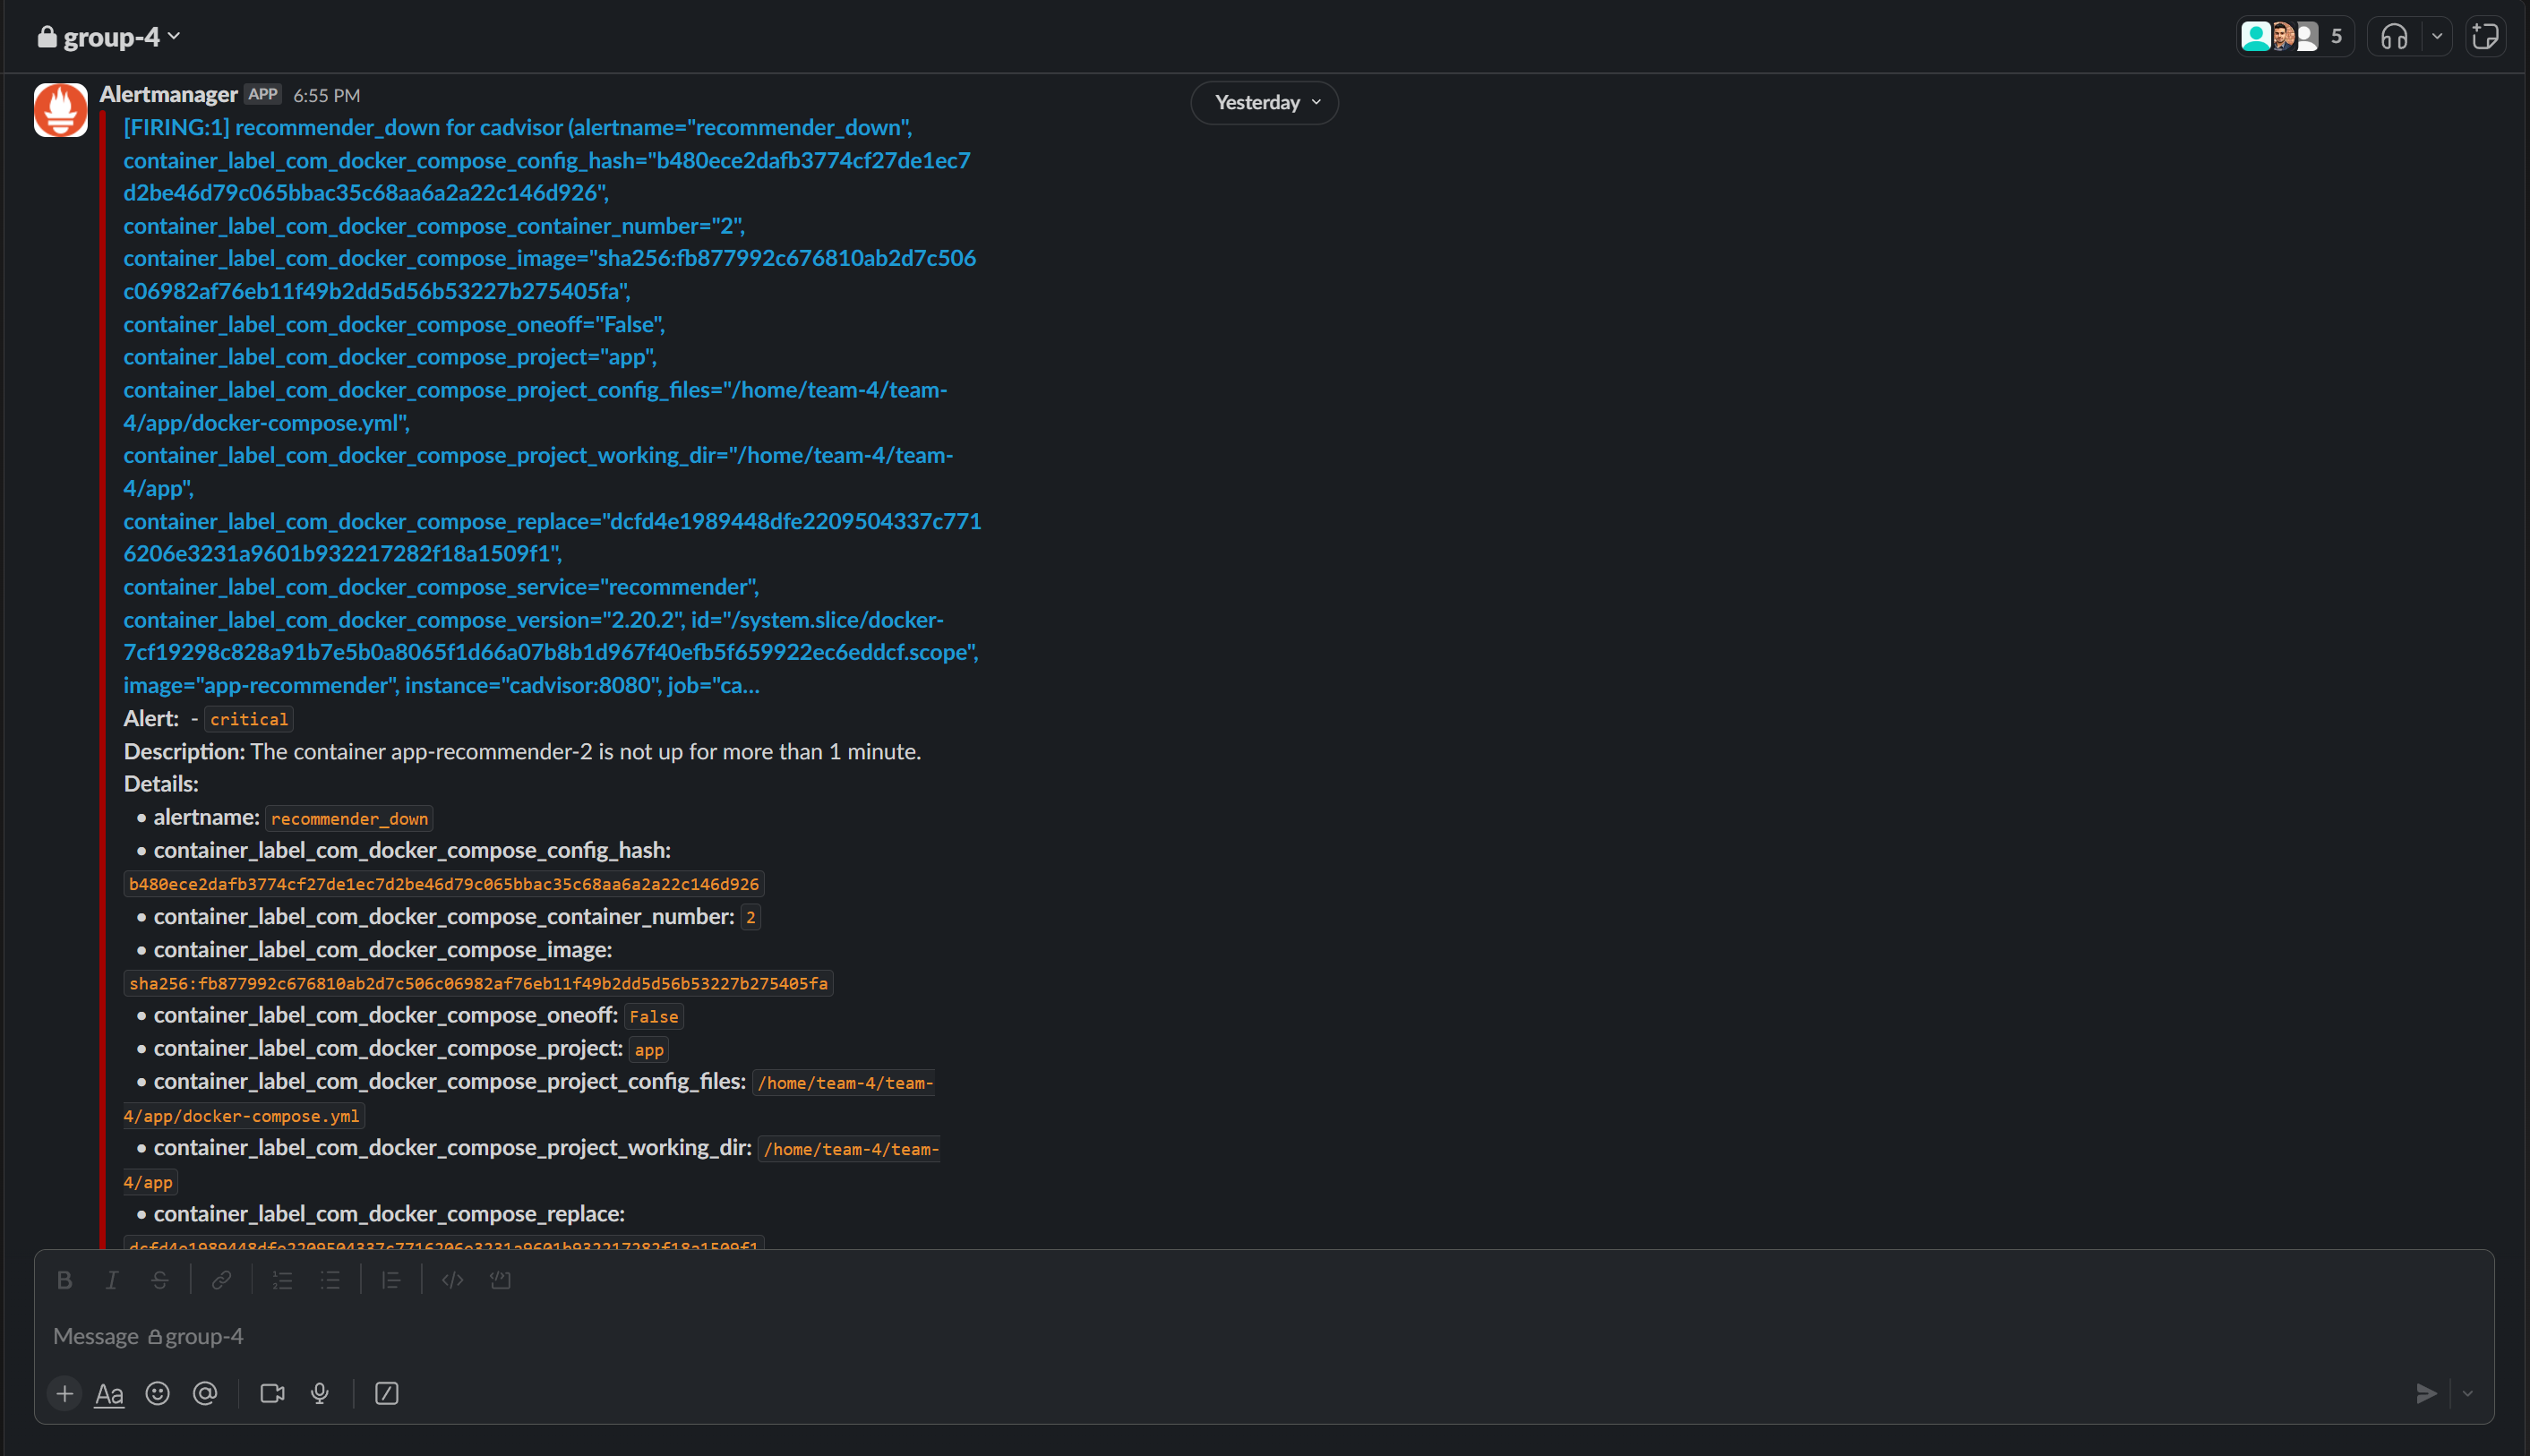 group-4
5
Yesterday
Alertmanager APP 6:55 PM
[FIRING:1] recommender_down for cadvisor (alertname="recommender_down",
container_label_com_docker_compose_config_hash="b480ece2dafb3774cf27de1ec7
d2be46d79c065bbac35c68aa6a2a22c146d926",
container_label_com_docker_compose_container_number="2",
container_label_com_docker_compose_image="sha256:fb877992c676810ab2d7c506
c06982af76eb11f49b2dd5d56b53227b275405fa",
container_label_com_docker_compose_oneoff="False",
container_label_com_docker_compose_project="app",
container_label_com_docker_compose_project_config_files="/home/team-4/team-
4/app/docker-compose.yml",
container_label_com_docker_compose_project_working_dir="/home/team-4/team-
4/app",
container_label_com_docker_compose_replace="dcfd4e1989448dfe2209504337c771
6206e3231a9601b932217282f18a1509f1",
container_label_com_docker_compose_service="recommender",
container_label_com_docker_compose_version="2.20.2", id="/system.slice/docker-
7cf19298c828a91b7e5b0a8065f1d66a07b8b1d967f40efb5f659922ec6eddcf.scope",
image="app-recommender", instance="cadvisor:8080", job="ca...
Alert: - critical
Description: The container app-recommender-2 is not up for more than 1 minute.
Details:
• alertname: recommender_down
• container_label_com_docker_compose_config_hash:
b480ece2dafb3774cf27de1ec7d2be46d79c065bbac35c68aa6a2a22c146d926
• container_label_com_docker_compose_container_number: 2
• container_label_com_docker_compose_image:
sha256:fb877992c676810ab2d7c506c06982af76eb11f49b2dd5d56b53227b275405fa
• container_label_com_docker_compose_oneoff: False
• container_label_com_docker_compose_project: app
• container_label_com_docker_compose_project_config_files: /home/team-4/team-
4/app/docker-compose.yml
• container_label_com_docker_compose_project_working_dir: /home/team-4/team-
4/app
• container_label_com_docker_compose_replace:
dcfd4e1989448dfe2209504337c7716206e3231a9601b932217282f18a1509f1
Message group-4